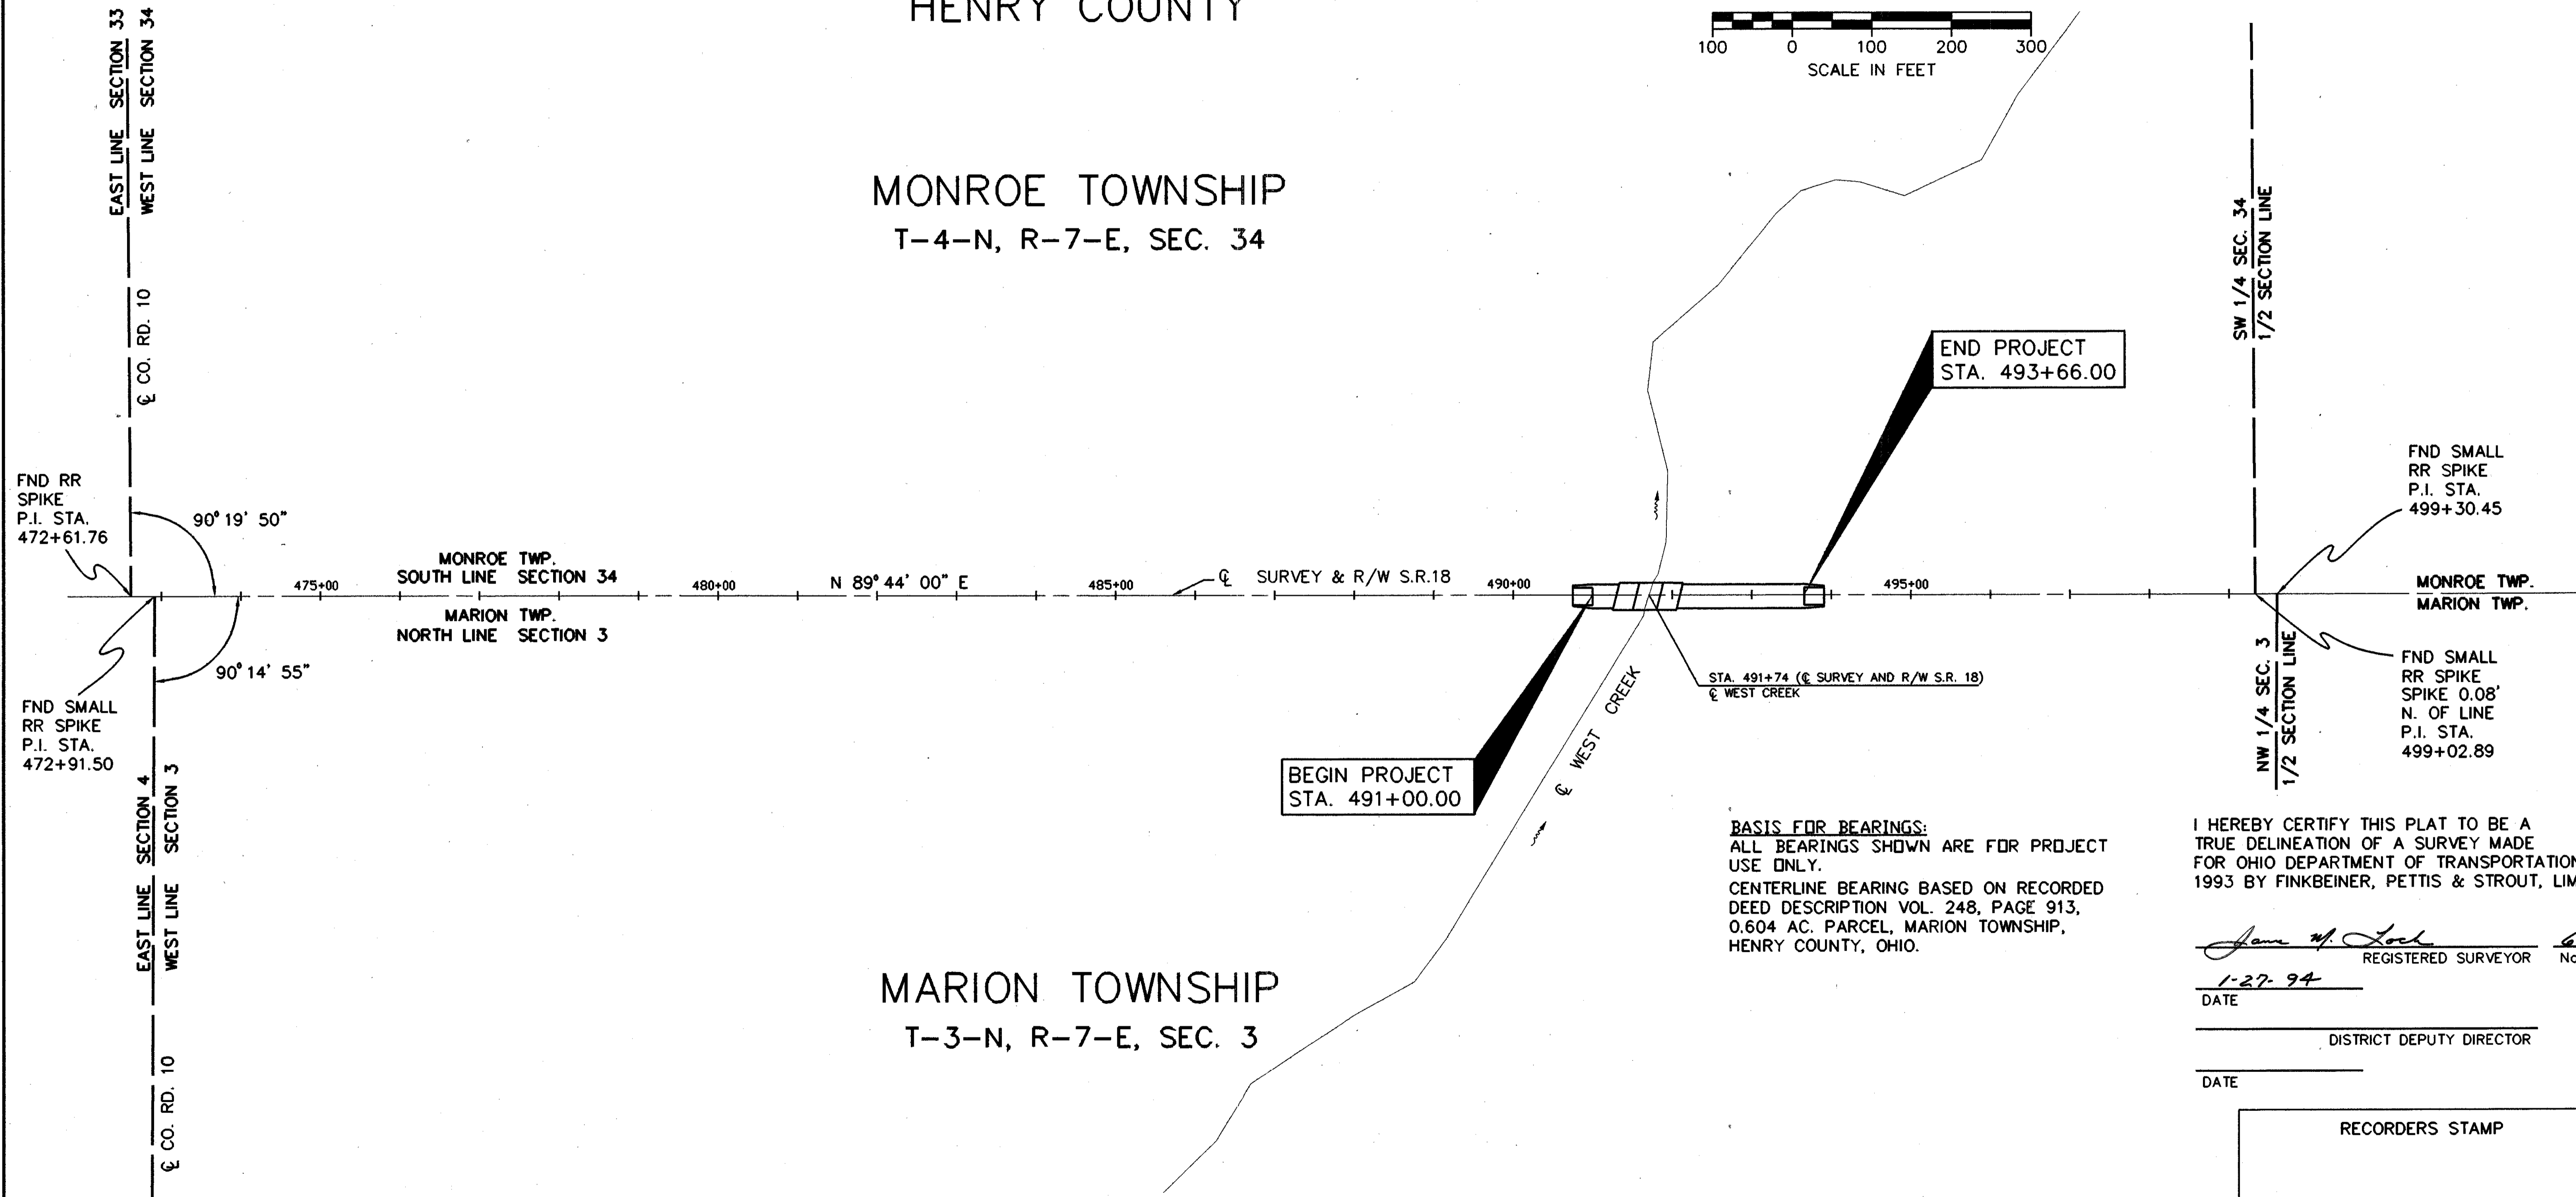 HENRY COUNTY
100 0 100 200 300
SCALE IN FEET
EAST LINE SECTION 33
WEST LINE SECTION 34
℄ CO. RD. 10
MONROE TOWNSHIP
T-4-N, R-7-E, SEC. 34
SW 1/4 SEC. 34
1/2 SECTION LINE
END PROJECT
STA. 493+66.00
FND RR
SPIKE
P.I. STA.
472+61.76
90° 19' 50"
FND SMALL
RR SPIKE
P.I. STA.
499+30.45
MONROE TWP.
SOUTH LINE SECTION 34
475+00
480+00
N 89° 44' 00" E
485+00
℄ SURVEY & R/W S.R.18
490+00
495+00
MONROE TWP.
MARION TWP.
MARION TWP.
NORTH LINE SECTION 3
90° 14' 55"
FND SMALL
RR SPIKE
P.I. STA.
472+91.50
STA. 491+74 (℄ SURVEY AND R/W S.R. 18)
℄ WEST CREEK
℄ WEST CREEK
NW 1/4 SEC. 3
1/2 SECTION LINE
FND SMALL
RR SPIKE
SPIKE 0.08'
N. OF LINE
P.I. STA.
499+02.89
BEGIN PROJECT
STA. 491+00.00
EAST LINE SECTION 4
WEST LINE SECTION 3
℄ CO. RD. 10
BASIS FOR BEARINGS:
ALL BEARINGS SHOWN ARE FOR PROJECT
USE ONLY.
CENTERLINE BEARING BASED ON RECORDED
DEED DESCRIPTION VOL. 248, PAGE 913,
0.604 AC. PARCEL, MARION TOWNSHIP,
HENRY COUNTY, OHIO.
I HEREBY CERTIFY THIS PLAT TO BE A
TRUE DELINEATION OF A SURVEY MADE
FOR OHIO DEPARTMENT OF TRANSPORTATION
1993 BY FINKBEINER, PETTIS & STROUT, LIM
REGISTERED SURVEYOR No
1-27-94
DATE
DISTRICT DEPUTY DIRECTOR
DATE
MARION TOWNSHIP
T-3-N, R-7-E, SEC. 3
RECORDERS STAMP